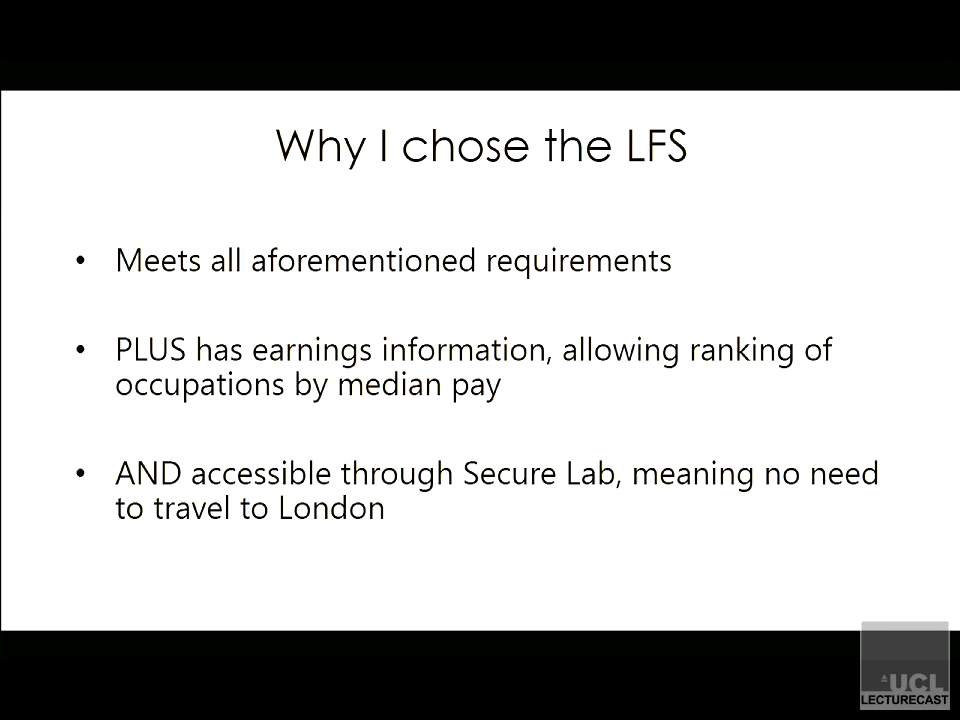 Why I chose the LFS
• Meets all aforementioned requirements
• PLUS has earnings information, allowing ranking of
occupations by median pay
• AND accessible through Secure Lab, meaning no need
to travel to London
UCL
LECTURECAST